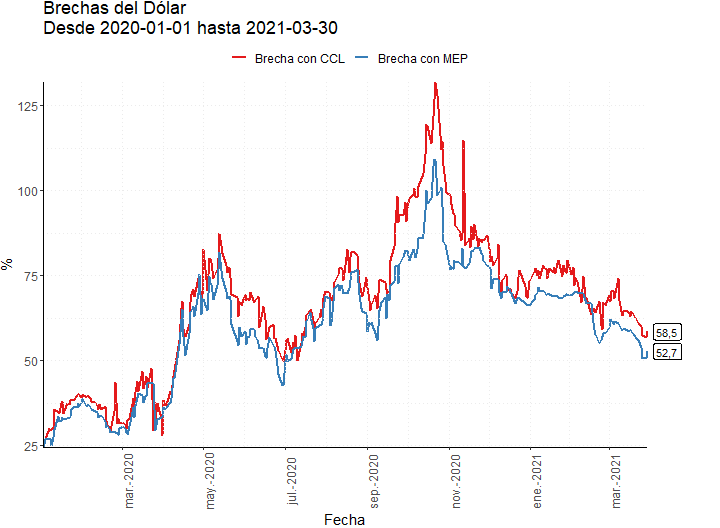 Brechas del Dólar
Desde 2020-01-01 hasta 2021-03-30
Brecha con CCL Brecha con MEP
125
100
75
50
25
%
58,5
52,7
mar.-2020 may.-2020 jul.-2020 sep.-2020 nov.-2020 ene.-2021 mar.-2021
Fecha